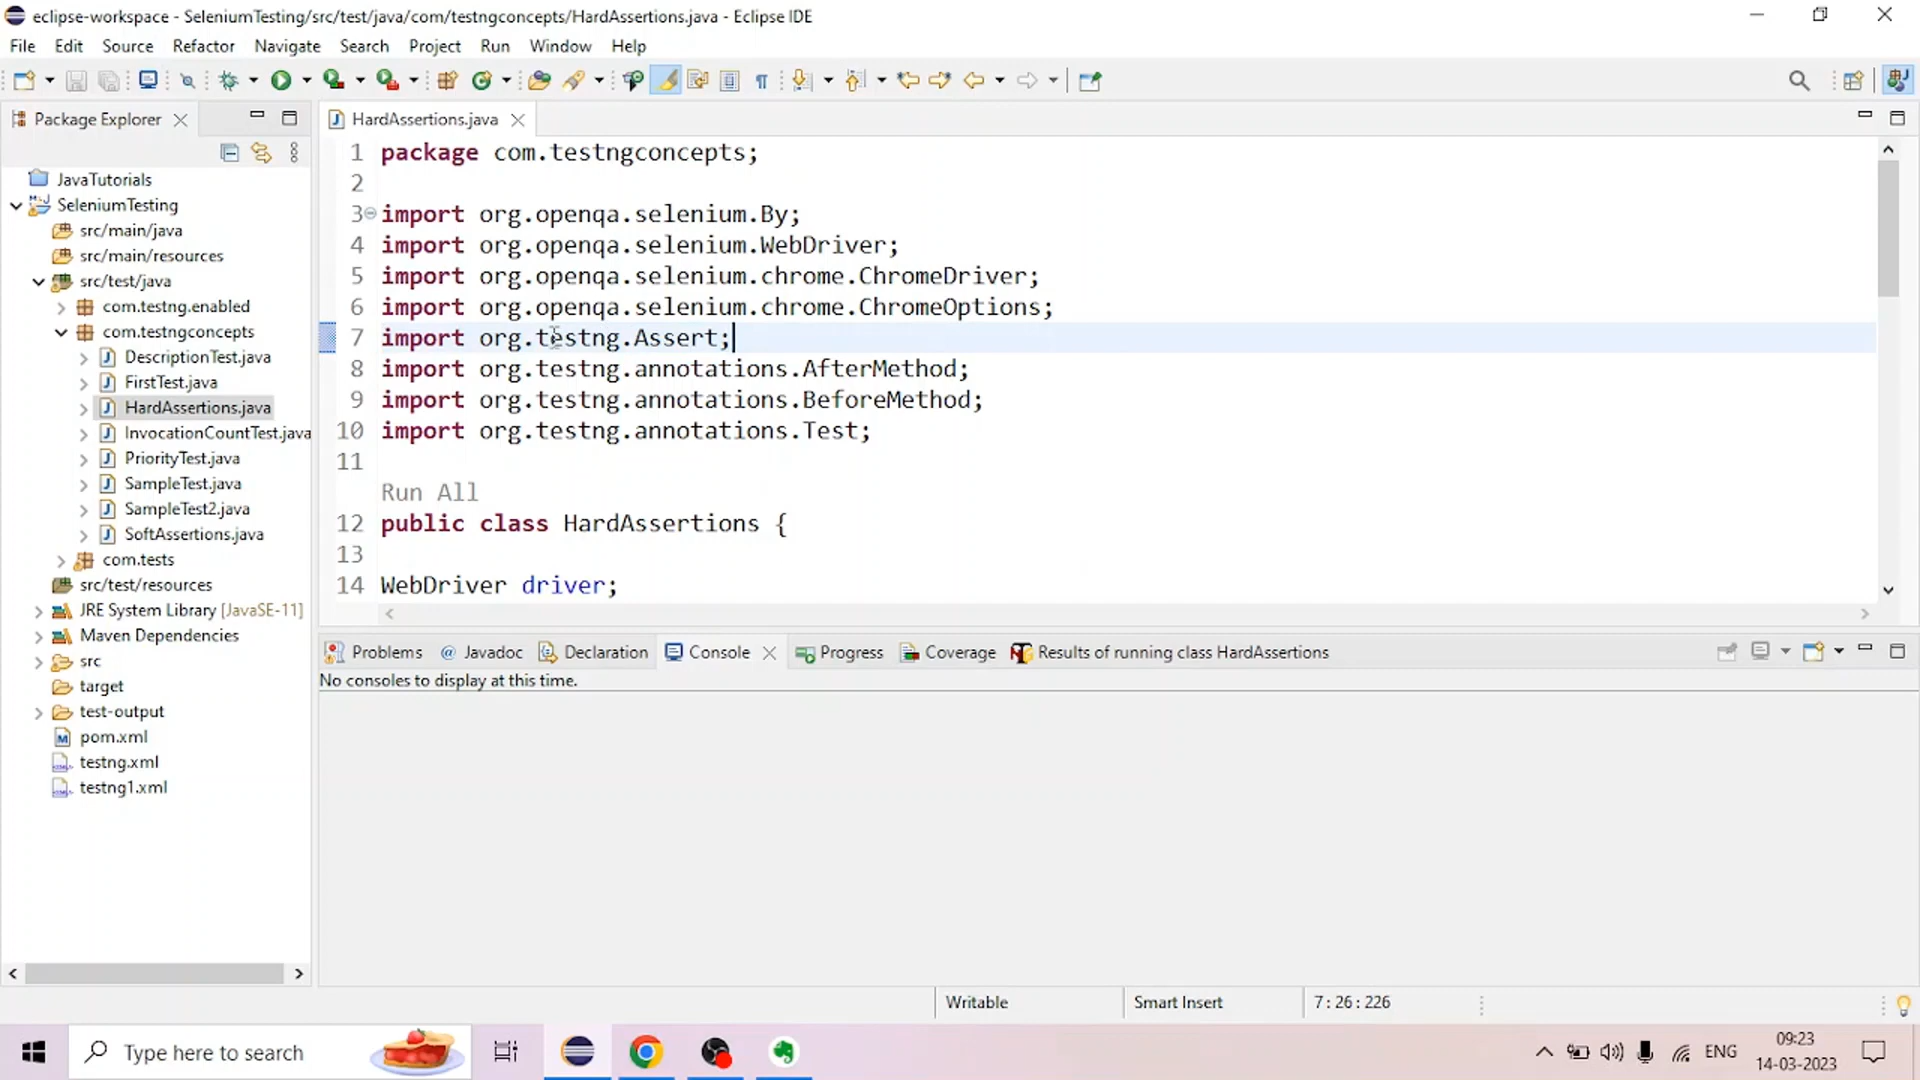 eclipse-workspace - SeleniumTesting/src/test/java/com/testngconcepts/HardAssertions.java - Eclipse IDE
File Edit Source Refactor Navigate Search Project Run Window Help
Package Explorer
JavaTutorials
SeleniumTesting
src/main/java
src/main/resources
src/test/java
com.testng.enabled
com.testngconcepts
DescriptionTest.java
FirstTest.java
HardAssertions.java
InvocationCountTest.java
PriorityTest.java
SampleTest.java
SampleTest2.java
SoftAssertions.java
com.tests
src/test/resources
JRE System Library [JavaSE-11]
Maven Dependencies
src
target
test-output
pom.xml
testng.xml
testng1.xml
HardAssertions.java
1 package com.testngconcepts;
2
3 import org.openqa.selenium.By;
4 import org.openqa.selenium.WebDriver;
5 import org.openqa.selenium.chrome.ChromeDriver;
6 import org.openqa.selenium.chrome.ChromeOptions;
7 import org.testng.Assert;
8 import org.testng.annotations.AfterMethod;
9 import org.testng.annotations.BeforeMethod;
10 import org.testng.annotations.Test;
11
Run All
12 public class HardAssertions {
13
14 WebDriver driver;
Problems @ Javadoc Declaration Console Progress Coverage Results of running class HardAssertions
No consoles to display at this time.
Writable Smart Insert 7 : 26 : 226
Type here to search
ENG
09:23
14-03-2023